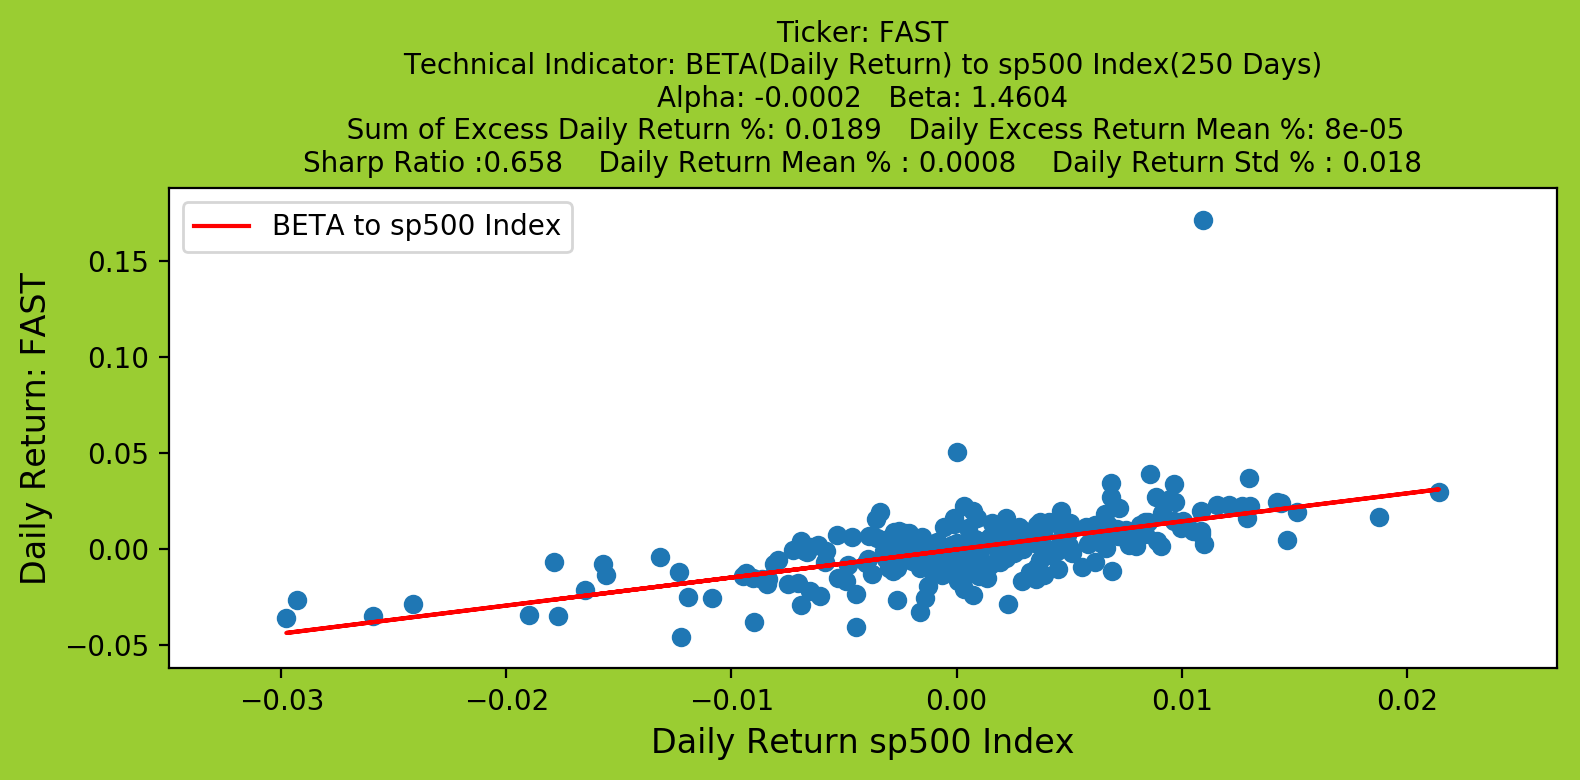 Ticker: FAST
Technical Indicator: BETA(Daily Return) to sp500 Index(250 Days)
Alpha: -0.0002 Beta: 1.4604
Sum of Excess Daily Return %: 0.0189 Daily Excess Return Mean %: 8e-05
Sharp Ratio :0.658 Daily Return Mean % : 0.0008 Daily Return Std % : 0.018
BETA to sp500 Index
Daily Return: FAST
0.15
0.10
0.05
0.00
−0.05
−0.03 −0.02 −0.01 0.00 0.01 0.02
Daily Return sp500 Index